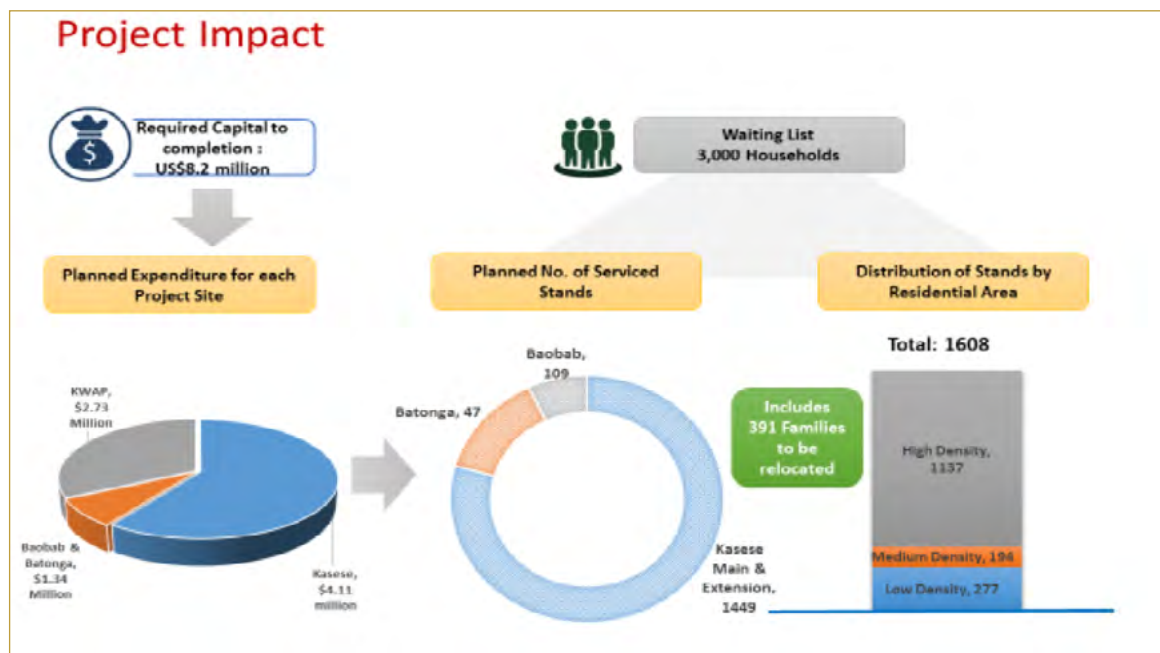 Project Impact
Required Capital to
completion :
US$8.2 million
Waiting List
3,000 Households
Planned Expenditure for each
Project Site
Planned No. of Serviced
Stands
Distribution of Stands by
Residential Area
KWAP,
$2.73
Million
Baobab &
Batonga,
$1.34
Million
Kasese,
$4.11
million
Baobab,
109
Batonga, 47
Kasese
Main &
Extension,
1449
Includes
391 Families
to be
relocated
Total: 1608
High Density,
1137
Medium Density, 194
Low Density, 277